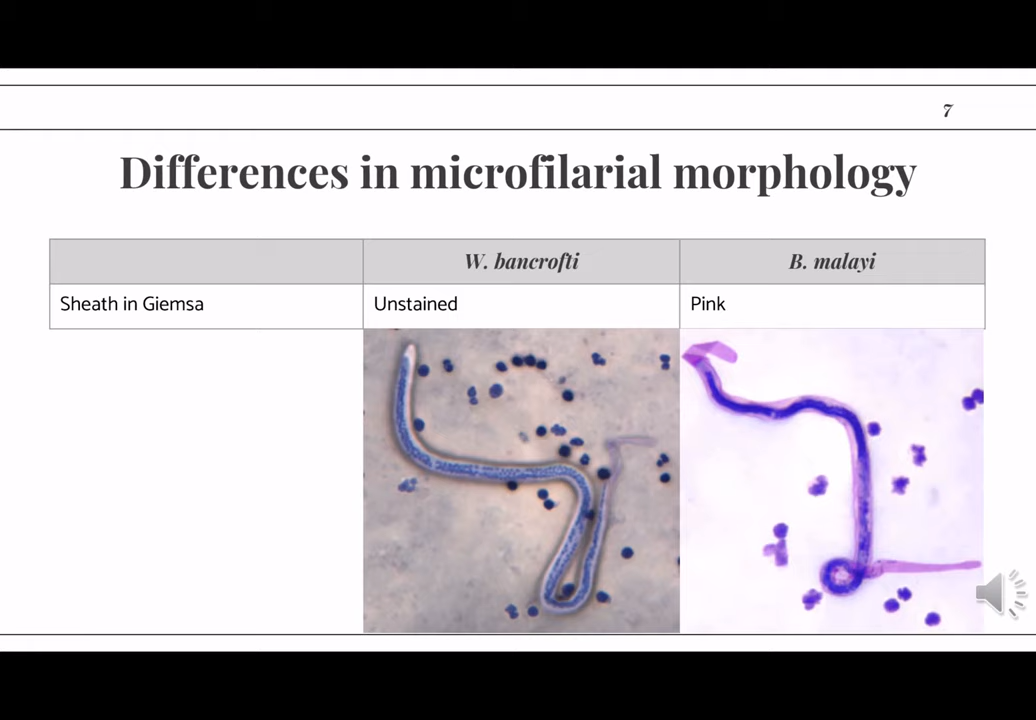 7
Differences in microfilarial morphology
W. bancrofti B. malayi
Sheath in Giemsa Unstained Pink